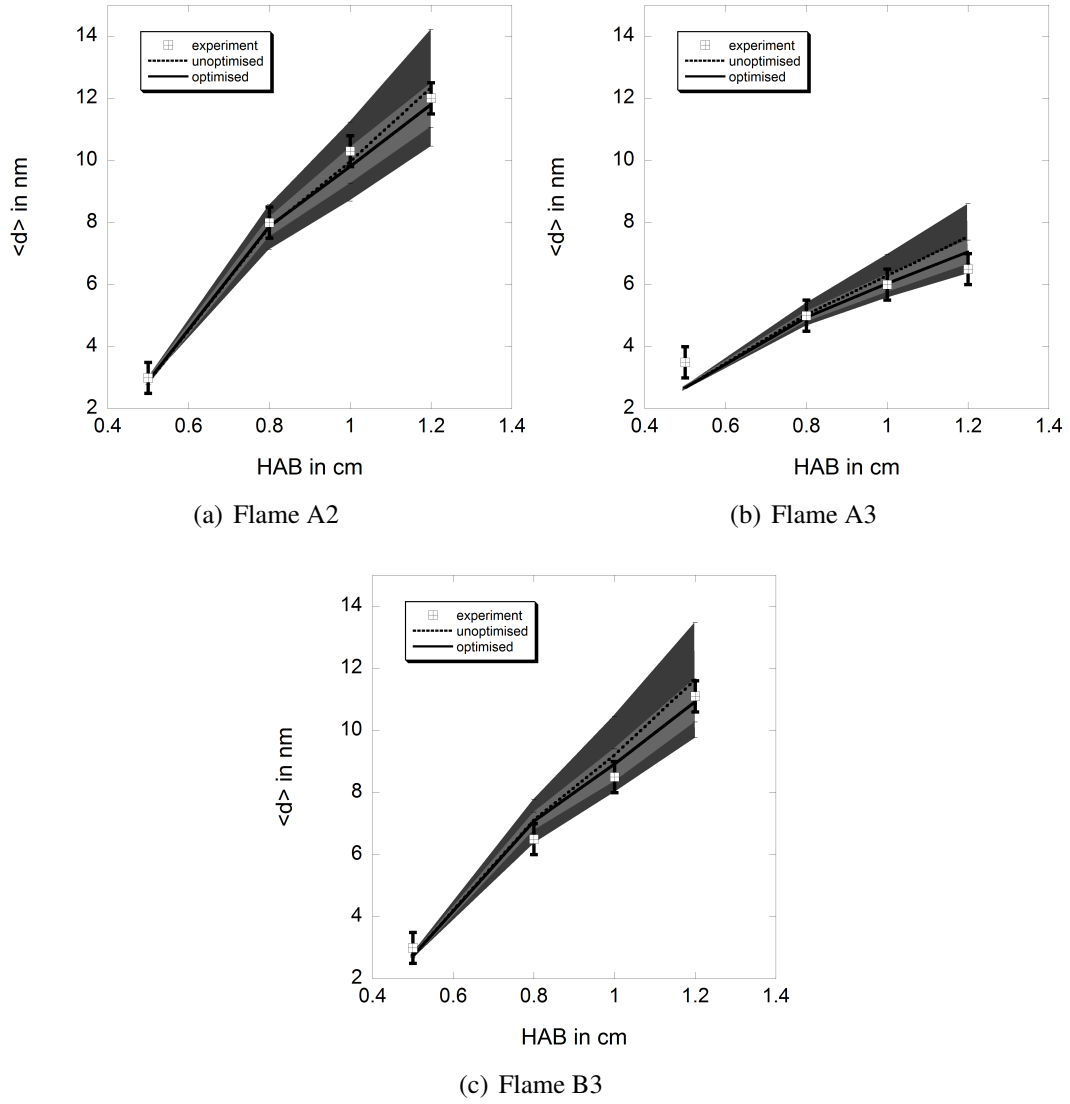 14
12
10
8
6
4
2
0.4 0.6 0.8 1 1.2 1.4
<d> in nm
HAB in cm
experiment
unoptimised
optimised
(a) Flame A2
14
12
10
8
6
4
2
0.4 0.6 0.8 1 1.2 1.4
<d> in nm
HAB in cm
experiment
unoptimised
optimised
(b) Flame A3
14
12
10
8
6
4
2
0.4 0.6 0.8 1 1.2 1.4
<d> in nm
HAB in cm
experiment
unoptimised
optimised
(c) Flame B3